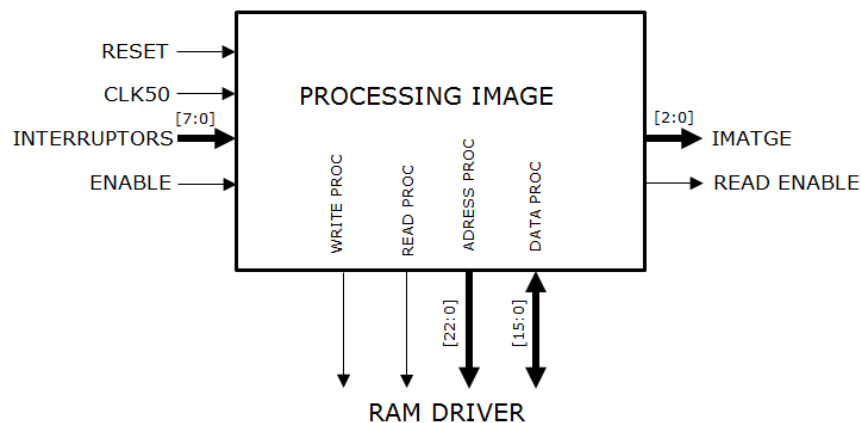 RESET
CLK50
[7:0]
INTERRUPTORS
ENABLE
PROCESSING IMAGE
WRITE PROC
READ PROC
ADRESS PROC
DATA PROC
[2:0]
IMATGE
READ ENABLE
[22:0]
[15:0]
RAM DRIVER